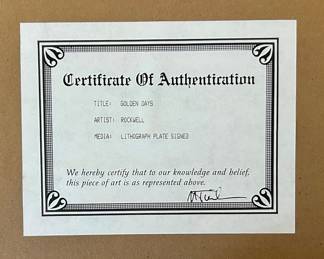 Certificate Of Authentication
TITLE: GOLDEN DAYS
ARTIST: ROCKWELL
MEDIA: LITHOGRAPH PLATE SIGNED
We hereby certify that to our knowledge and belief,
this piece of art is as represented above.